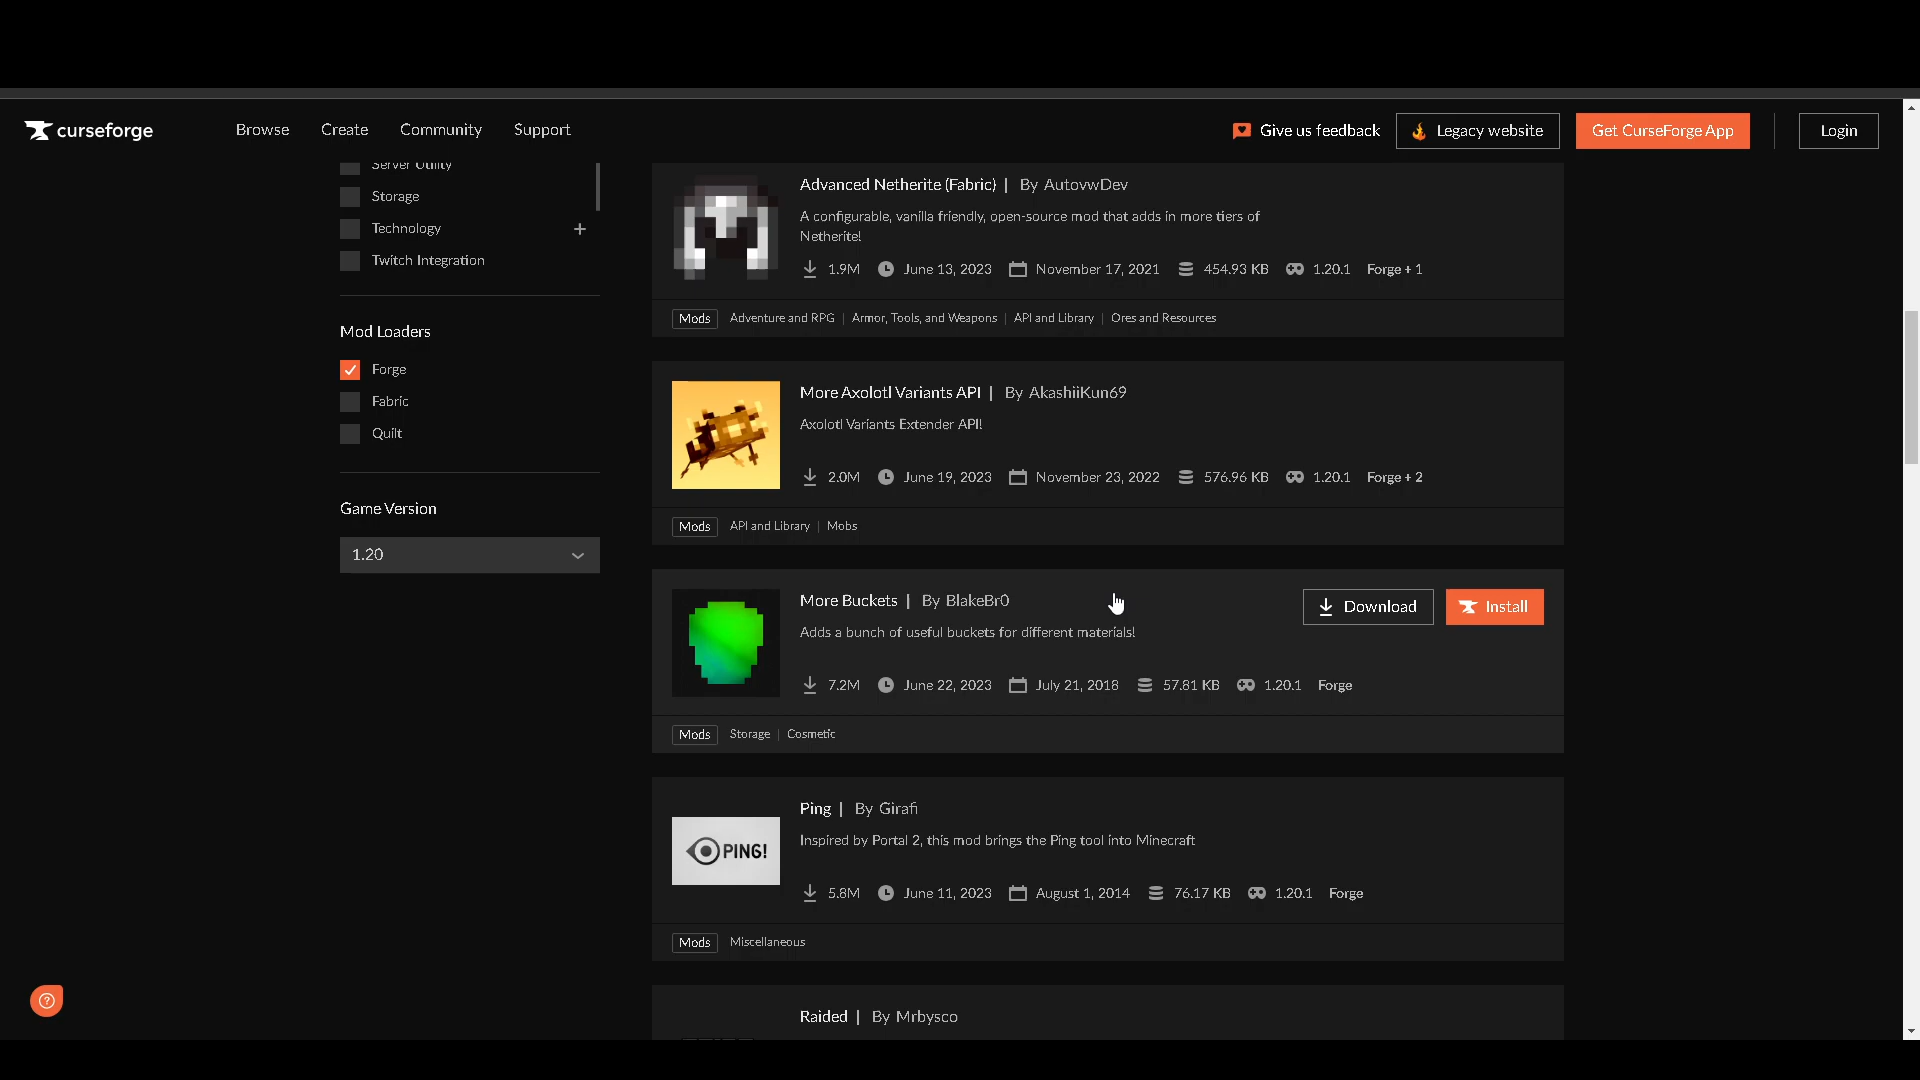 curseforge
Browse
Create
Community
Support
Give us feedback
Legacy website
Get CurseForge App
Login
Server Utility
Storage
Technology
Twitch Integration
Mod Loaders
Forge
Fabric
Quilt
Game Version
1.20
Advanced Netherite (Fabric) | By AutovwDev
A configurable, vanilla friendly, open-source mod that adds in more tiers of
Netherite!
1.9M June 13, 2023 November 17, 2021 454.93 KB 1.20.1 Forge + 1
Mods Adventure and RPG | Armor, Tools, and Weapons | API and Library | Ores and Resources
More Axolotl Variants API | By AkashiiKun69
Axolotl Variants Extender API!
2.0M June 19, 2023 November 23, 2022 576.96 KB 1.20.1 Forge + 2
Mods API and Library | Mobs
More Buckets | By BlakeBr0
Download
Install
Adds a bunch of useful buckets for different materials!
7.2M June 22, 2023 July 21, 2018 57.81 KB 1.20.1 Forge
Mods Storage | Cosmetic
Ping | By Girafi
PING!
Inspired by Portal 2, this mod brings the Ping tool into Minecraft
5.8M June 11, 2023 August 1, 2014 76.17 KB 1.20.1 Forge
Mods Miscellaneous
Raided | By Mrbysco